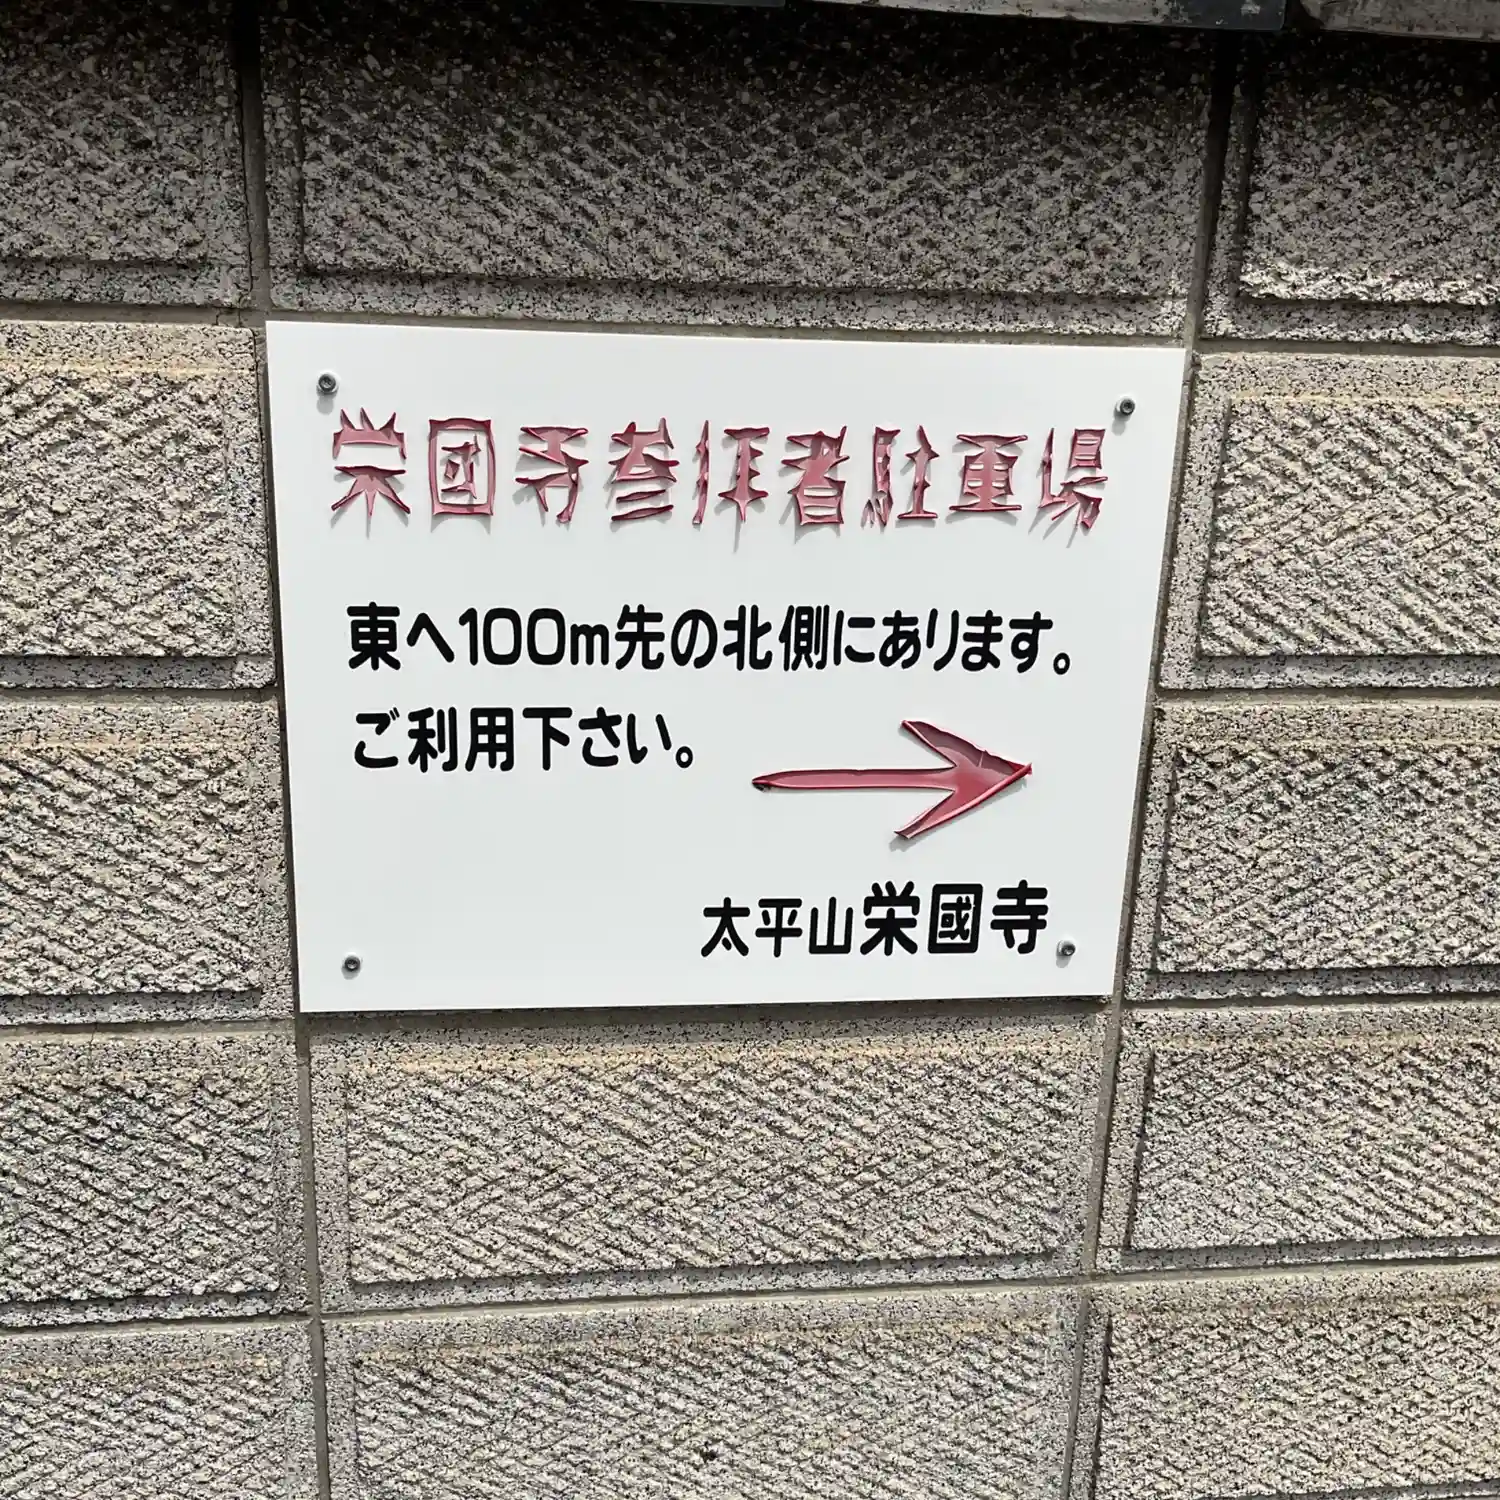 栄國寺参拝者駐車場
東へ100m先の北側にあります。
ご利用下さい。
太平山栄國寺